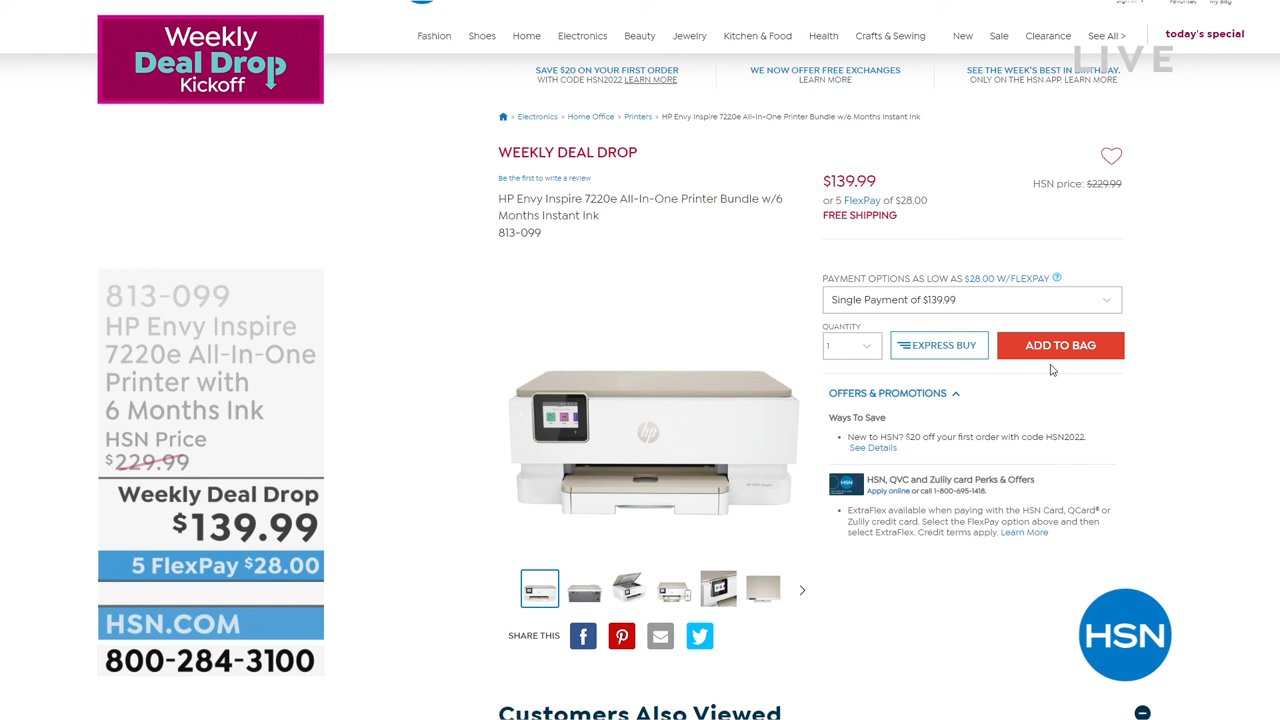 Weekly
Deal Drop
Kickoff
Fashion Shoes Home Electronics Beauty Jewelry Kitchen & Food Health Crafts & Sewing New Sale Clearance See All > today's special
LIVE
SAVE $20 ON YOUR FIRST ORDER
WITH CODE HSN2022 LEARN MORE
WE NOW OFFER FREE EXCHANGES
LEARN MORE
SEE THE WEEK'S BEST IN BIRTHDAY.
ONLY ON THE HSN APP. LEARN MORE
> Electronics > Home Office > Printers > HP Envy Inspire 7220e All-In-One Printer Bundle w/6 Months Instant Ink
WEEKLY DEAL DROP
Be the first to write a review
HP Envy Inspire 7220e All-In-One Printer Bundle w/6
Months Instant Ink
813-099
$139.99
HSN price: $229.99
or 5 FlexPay of $28.00
FREE SHIPPING
PAYMENT OPTIONS AS LOW AS $28.00 W/FLEXPAY ?
Single Payment of $139.99
QUANTITY
1
EXPRESS BUY
ADD TO BAG
OFFERS & PROMOTIONS
Ways To Save
• New to HSN? $20 off your first order with code HSN2022.
See Details
HSN
HSN, QVC and Zulily card Perks & Offers
Apply online or call 1-800-695-1418.
• ExtraFlex available when paying with the HSN Card, QCard® or
Zulily credit card. Select the FlexPay option above and then
select ExtraFlex. Credit terms apply. Learn More
hp
SHARE THIS
Customers Also Viewed
813-099
HP Envy Inspire
7220e All-In-One
Printer with
6 Months Ink
HSN Price
$229.99
Weekly Deal Drop
$139.99
5 FlexPay $28.00
HSN.COM
800-284-3100
HSN